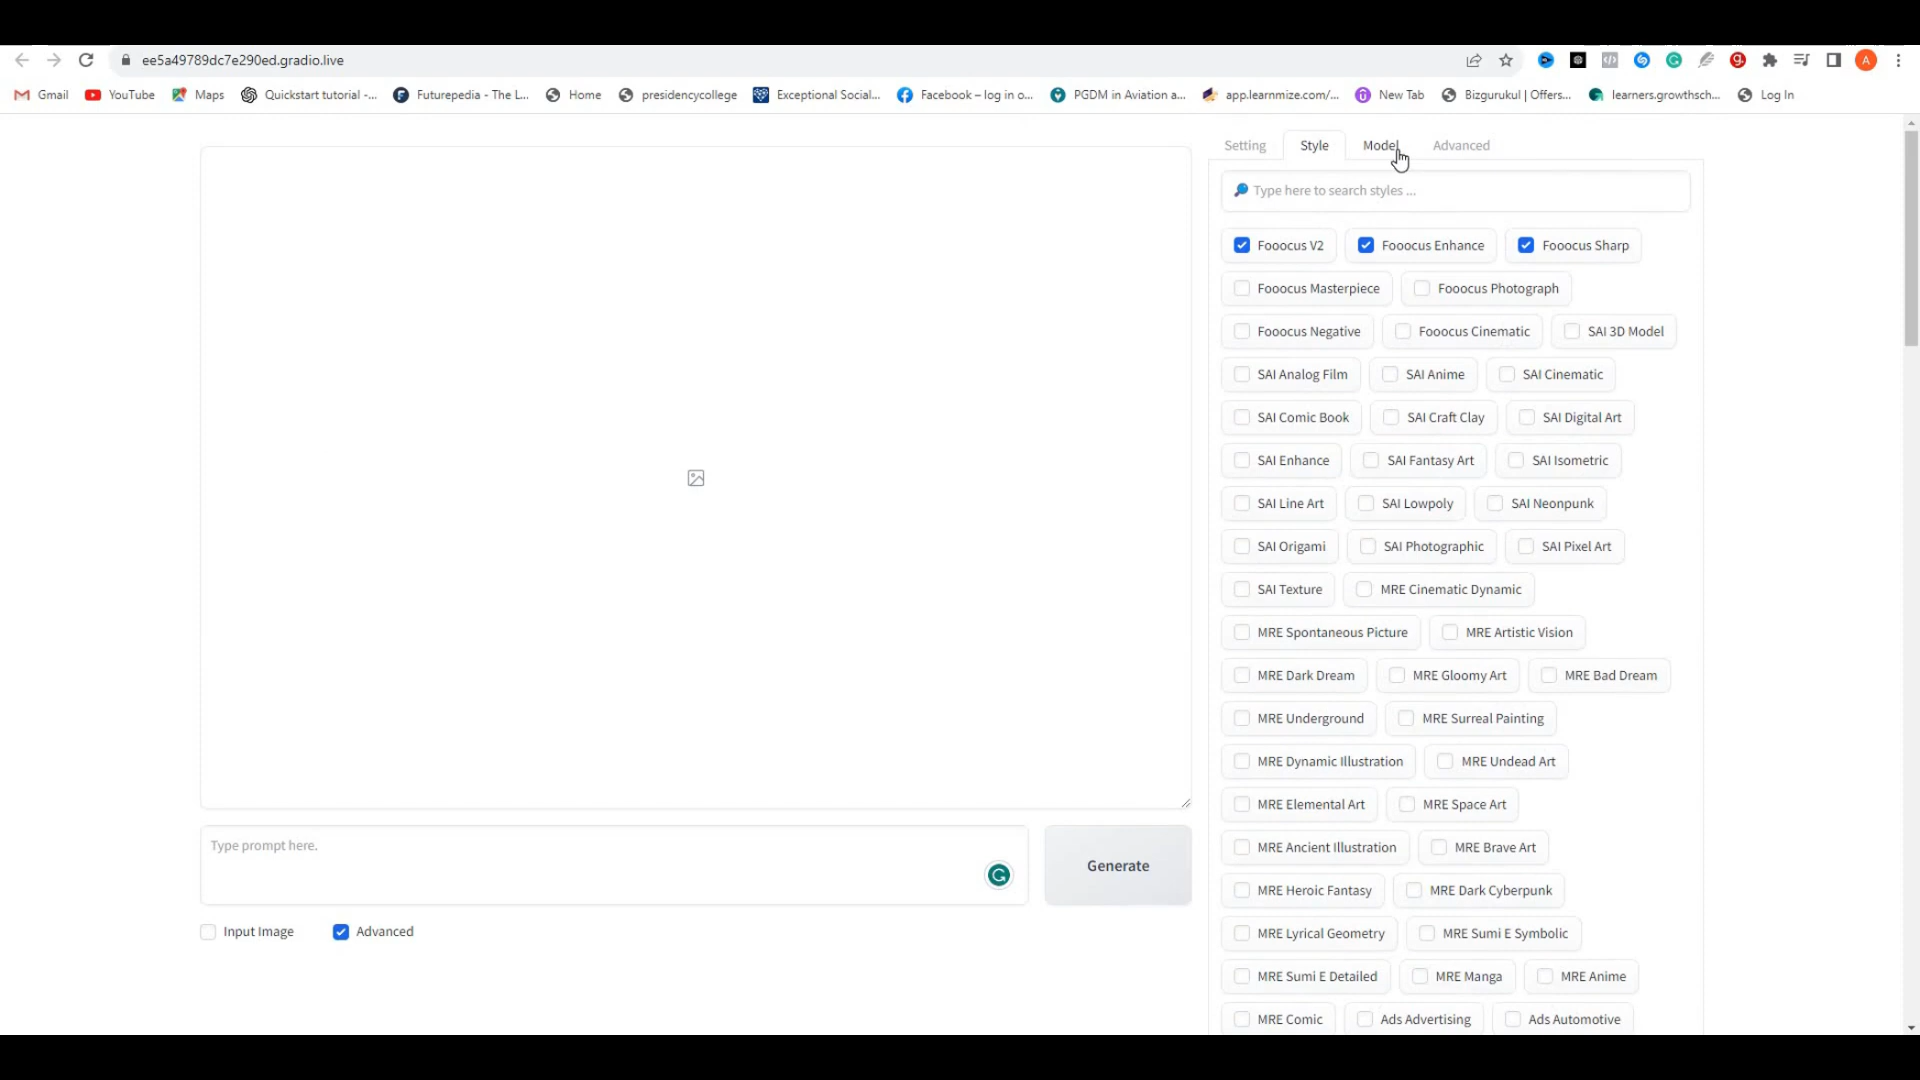 ee5a49789dc7e290ed.gradio.live
A
Gmail YouTube Maps Quickstart tutorial -... Futurepedia - The L... Home presidencycollege Exceptional Social... Facebook – log in o... PGDM in Aviation a... app.learnmize.com/... New Tab Bizgurukul | Offers... learners.growthsch... Log In
Setting Style Model Advanced
Type here to search styles ...
Fooocus V2 Fooocus Enhance Fooocus Sharp
Fooocus Masterpiece Fooocus Photograph
Fooocus Negative Fooocus Cinematic SAI 3D Model
SAI Analog Film SAI Anime SAI Cinematic
SAI Comic Book SAI Craft Clay SAI Digital Art
SAI Enhance SAI Fantasy Art SAI Isometric
SAI Line Art SAI Lowpoly SAI Neonpunk
SAI Origami SAI Photographic SAI Pixel Art
SAI Texture MRE Cinematic Dynamic
MRE Spontaneous Picture MRE Artistic Vision
MRE Dark Dream MRE Gloomy Art MRE Bad Dream
MRE Underground MRE Surreal Painting
MRE Dynamic Illustration MRE Undead Art
MRE Elemental Art MRE Space Art
MRE Ancient Illustration MRE Brave Art
MRE Heroic Fantasy MRE Dark Cyberpunk
MRE Lyrical Geometry MRE Sumi E Symbolic
MRE Sumi E Detailed MRE Manga MRE Anime
MRE Comic Ads Advertising Ads Automotive
Type prompt here.
Generate
Input Image Advanced